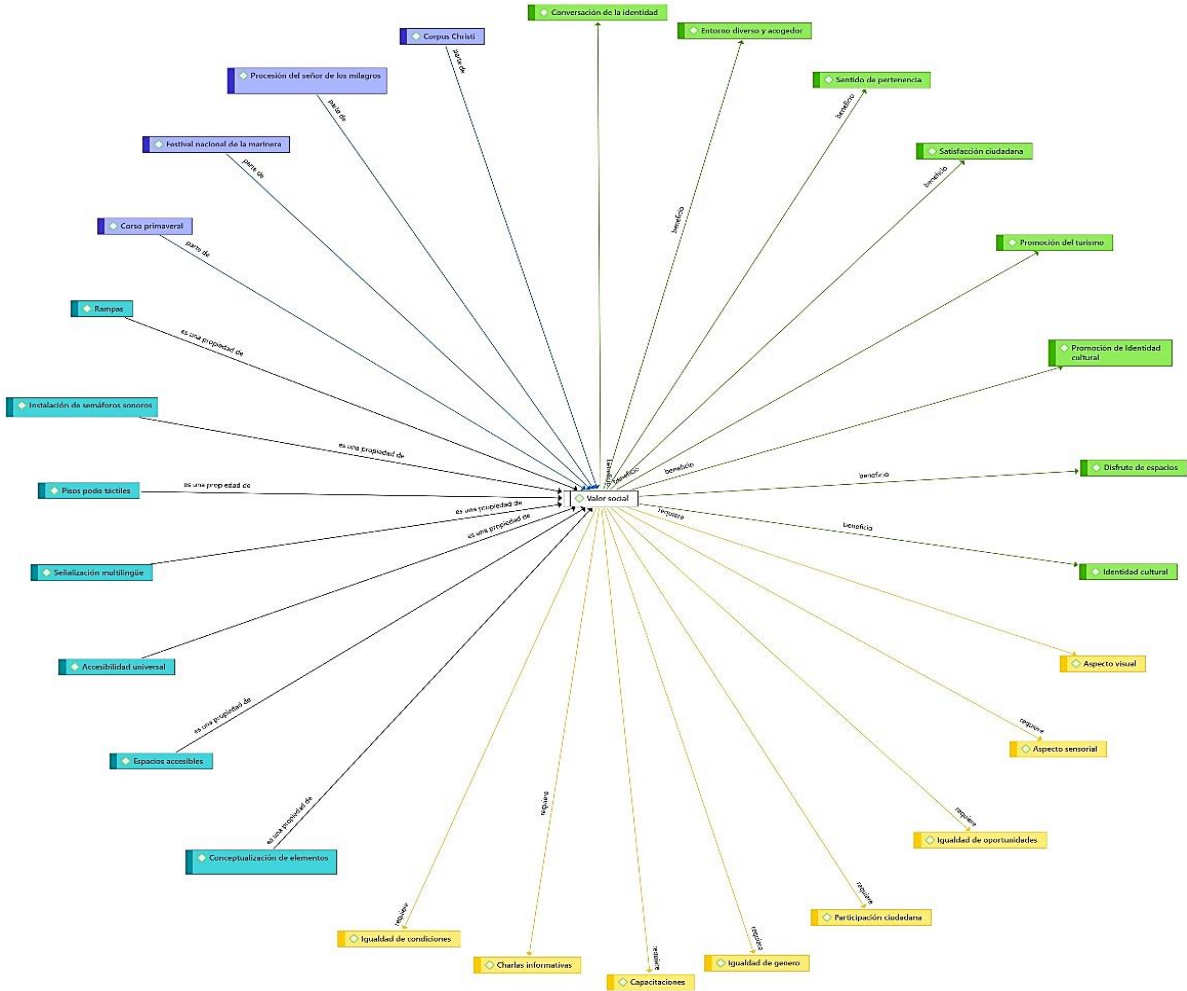 Conversación de la identidad
Entorno diverso y acogedor
Corpus Christi
parte de
Procesión del señor de los milagros
parte de
Sentido de pertenencia
beneficio
Festival nacional de la marinera
parte de
Satisfacción ciudadana
beneficio
Corso primaveral
parte de
beneficio
Promoción del turismo
Rampas
es una propiedad de
Promoción de Identidad
cultural
Instalación de semáforos sonoros
es una propiedad de
beneficio
beneficio
beneficio
beneficio
Disfrute de espacios
Pisos podo táctiles
es una propiedad de
Valor social
es una propiedad de
requiere
es una propiedad de
beneficio
Señalización multilingüe
Identidad cultural
Accesibilidad universal
Aspecto visual
es una propiedad de
requiere
Aspecto sensorial
Espacios accesibles
es una propiedad de
requiere
requiere
Igualdad de oportunidades
Conceptualización de elementos
requiere
Participación ciudadana
requiere
Igualdad de condiciones
requiere
requiere
Charlas informativas
Igualdad de genero
Capacitaciones